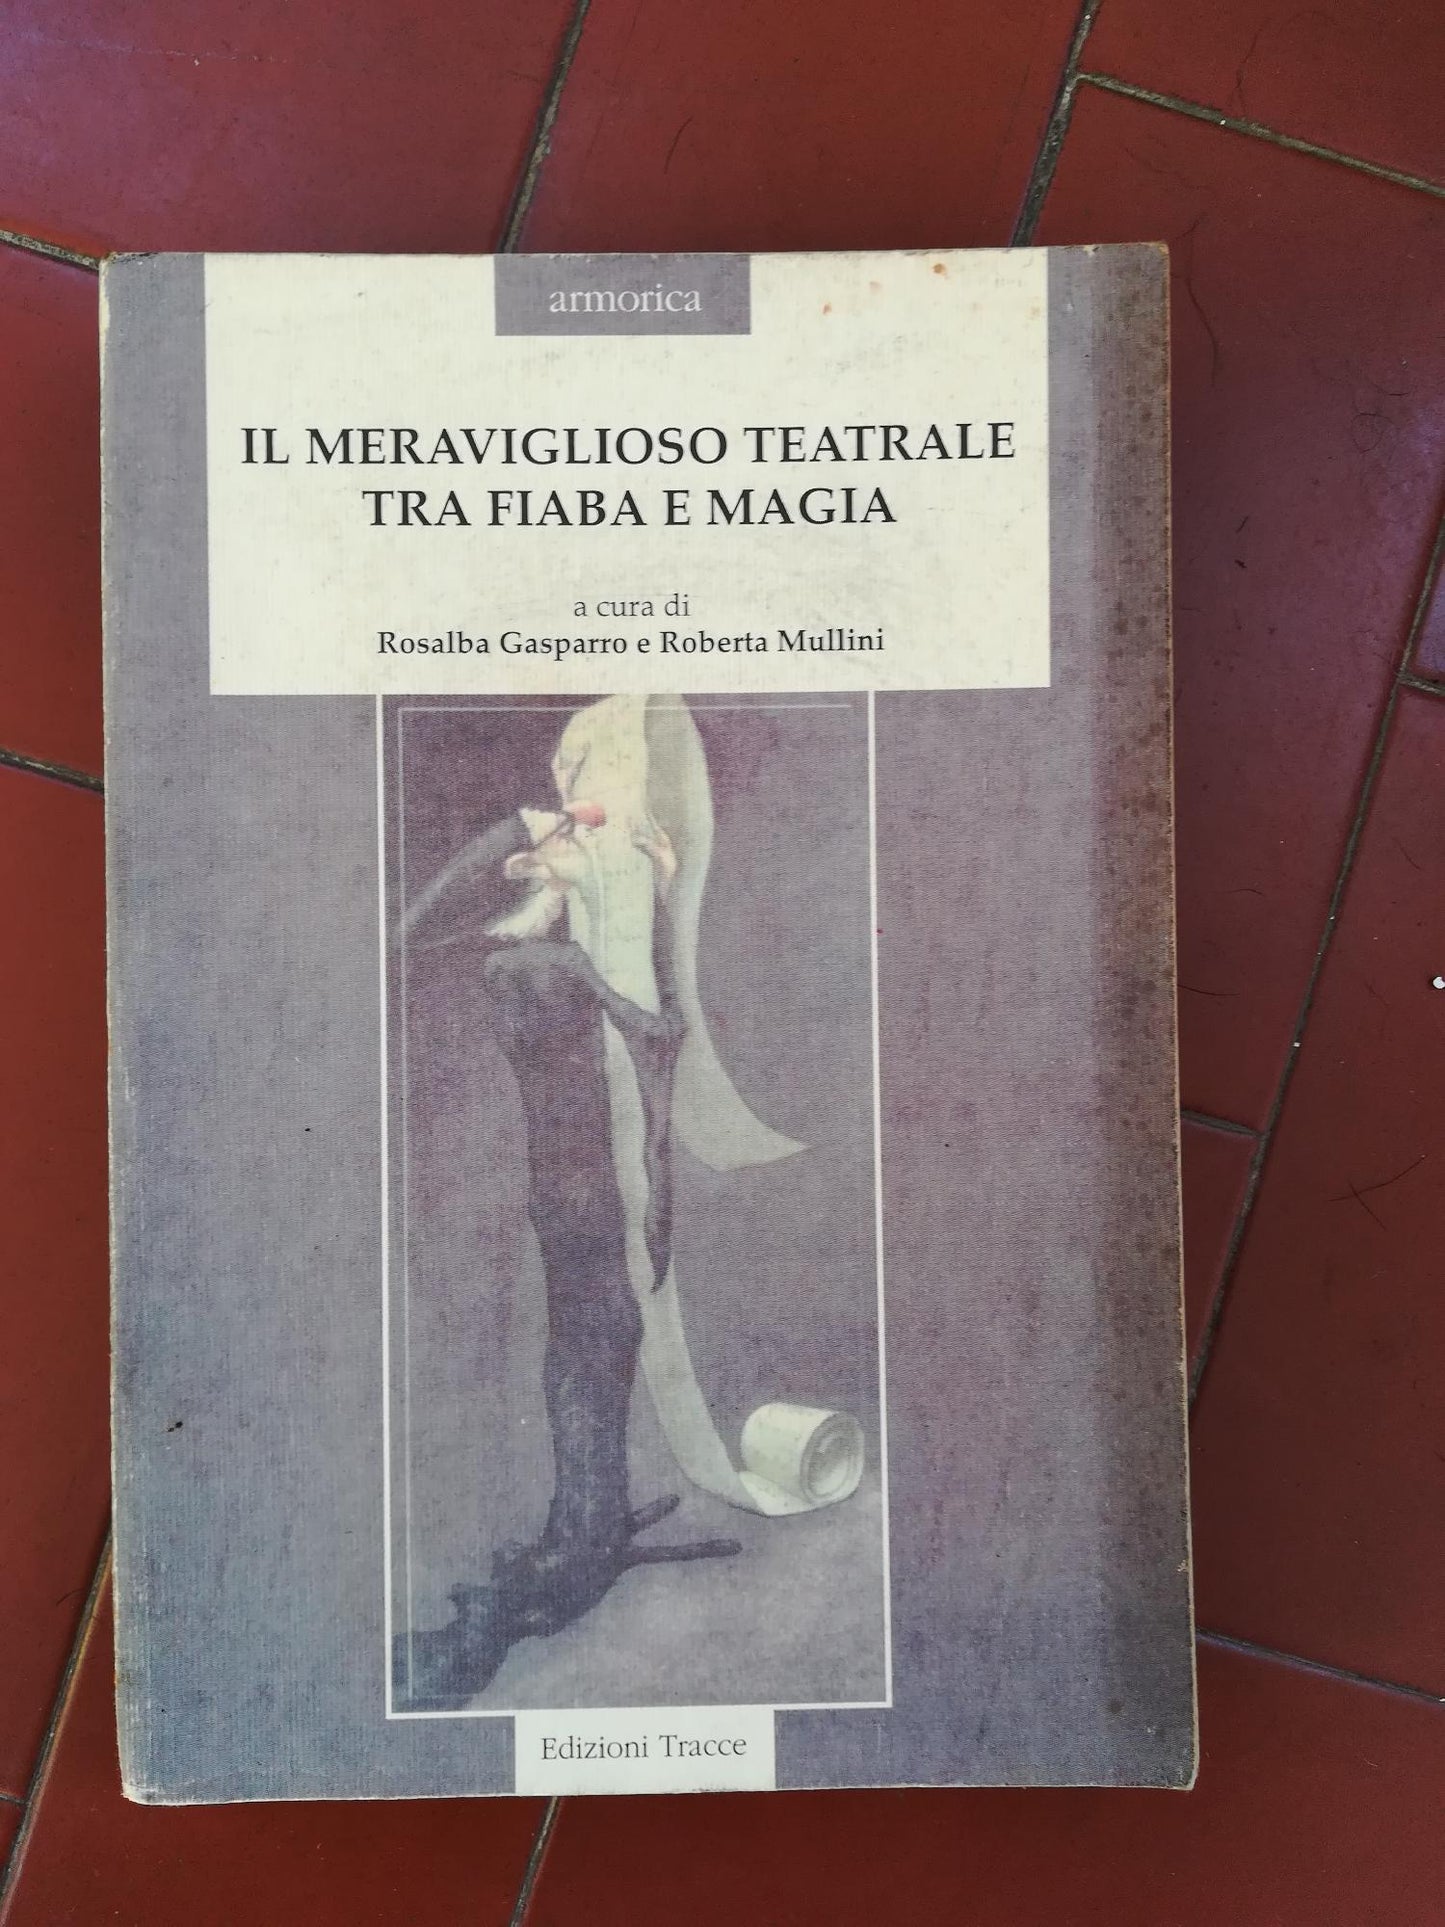 armorica
IL MERAVIGLIOSO TEATRALE
TRA FIABA E MAGIA
a cura di
Rosalba Gasparro e Roberta Mullini
Edizioni Tracce